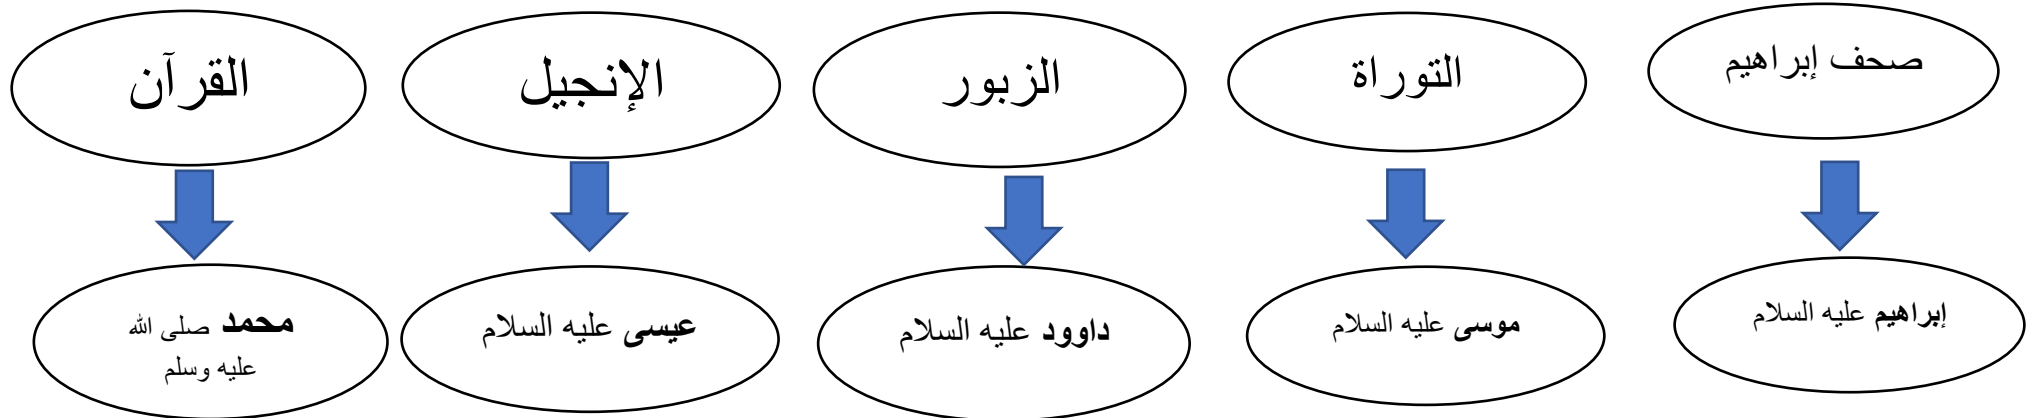 صحف إبراهيم
التوراة
الزبور
الإنجيل
القرآن
إبراهيم عليه السلام
موسى عليه السلام
داوود عليه السلام
عيسى عليه السلام
محمد صلى الله
عليه وسلم